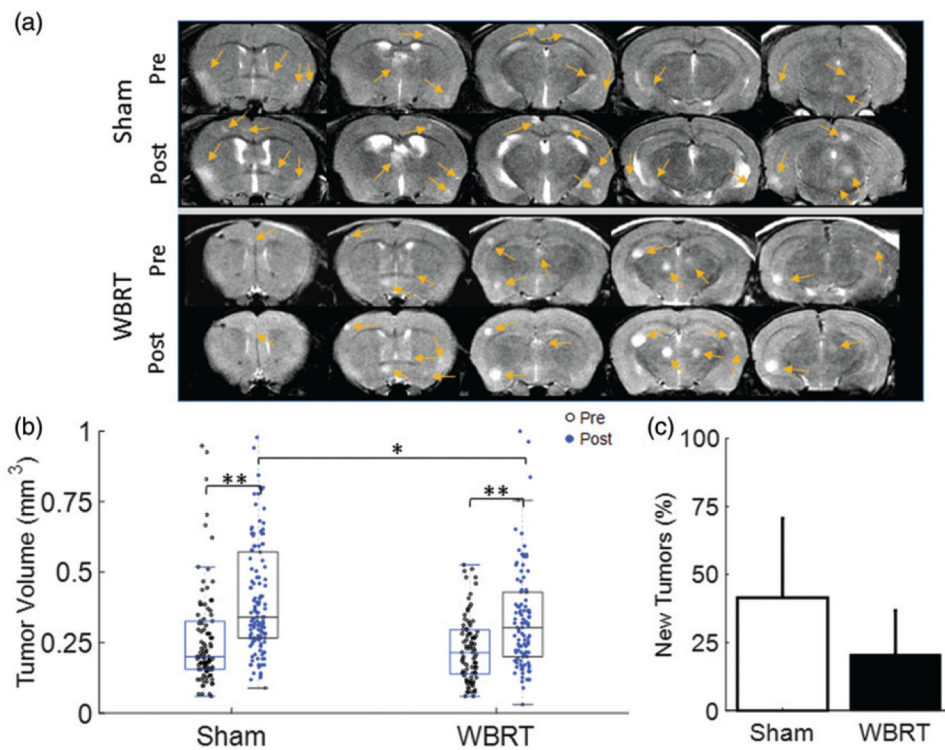 (a)
Sham
Pre
Post
WBRT
Pre
Post
(b)
Tumor Volume (mm³)
1
0.75
0.5
0.25
0
**
*
**
Pre
Post
Sham
WBRT
(c)
New Tumors (%)
100
75
50
25
0
Sham
WBRT